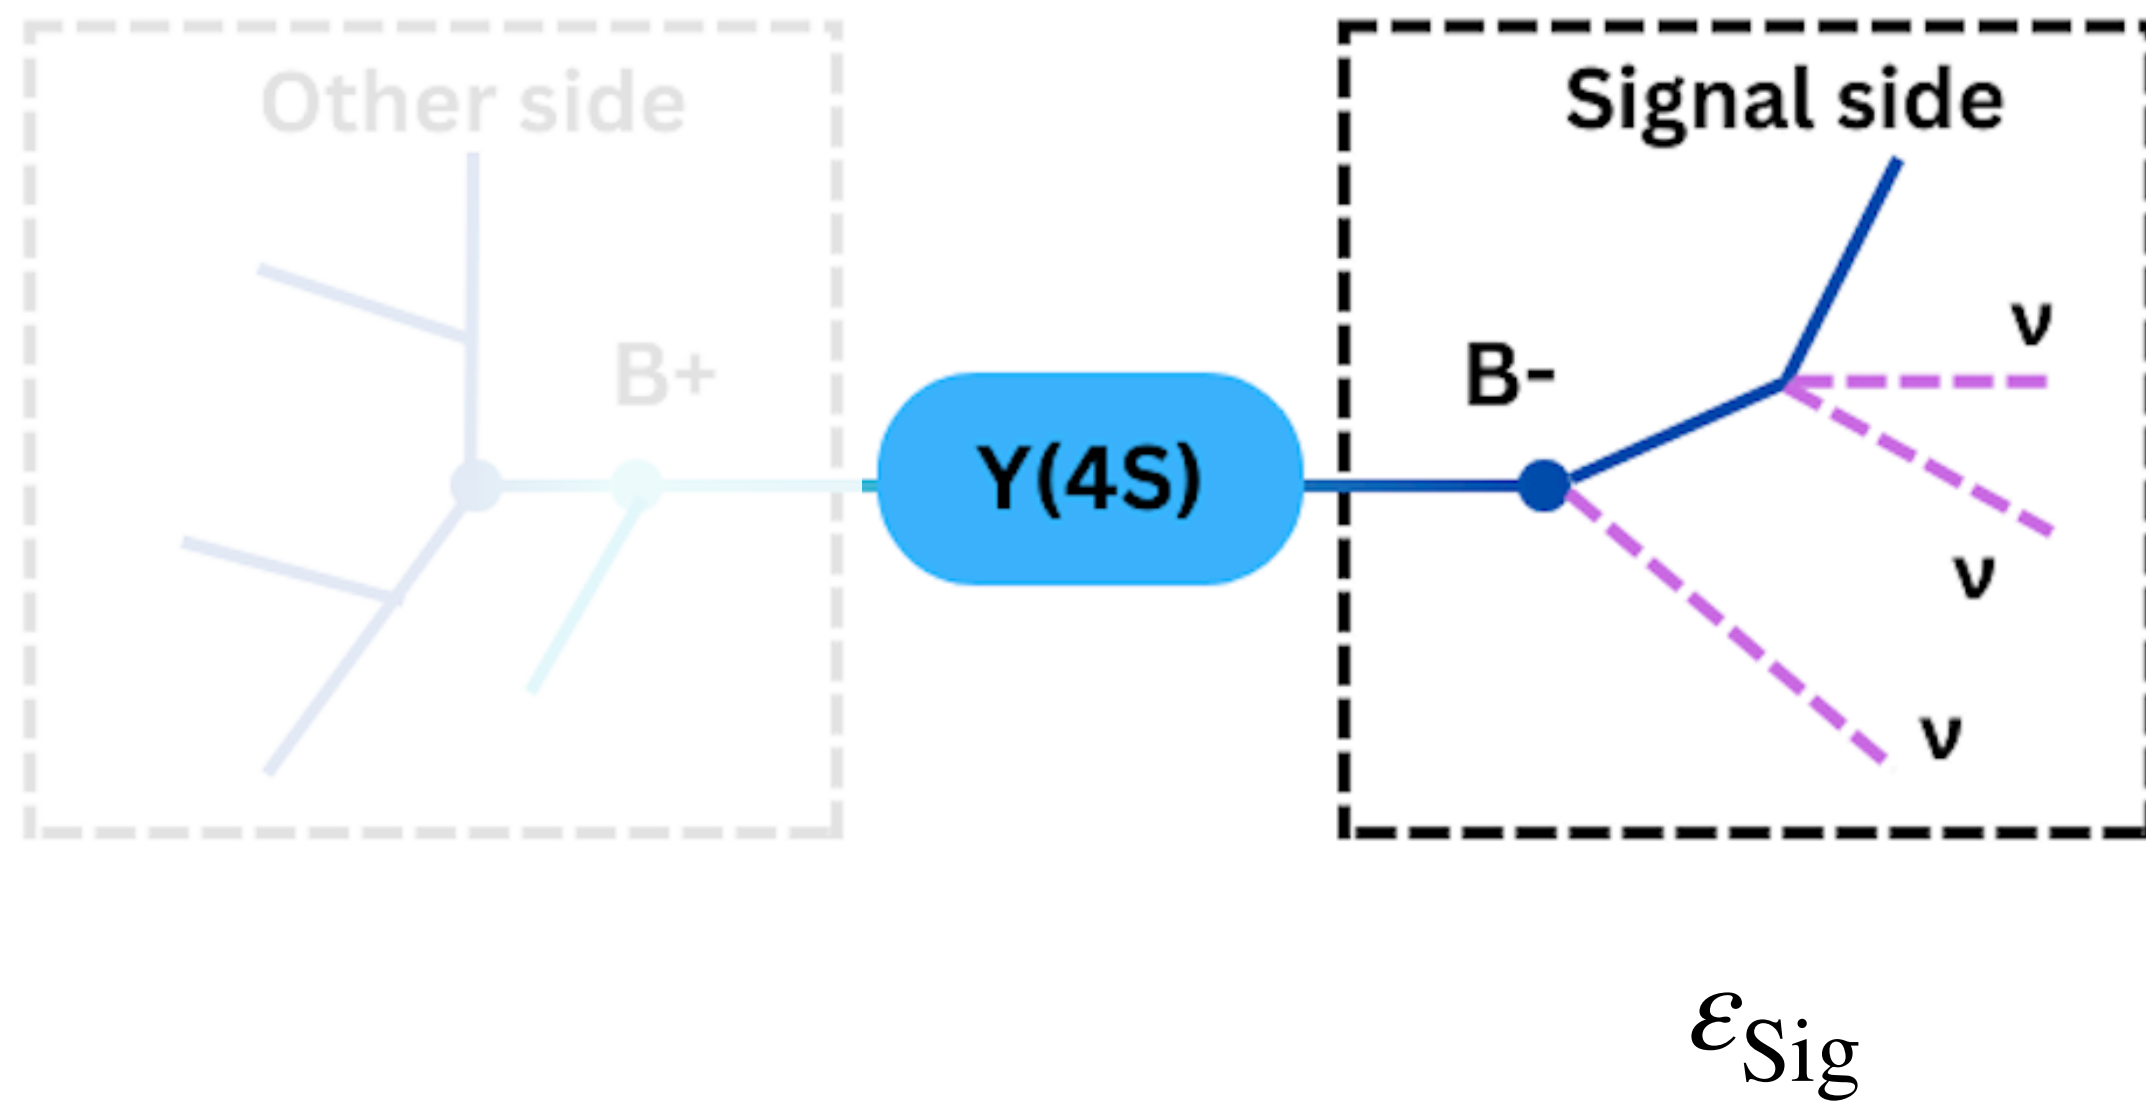 Other side
B+
Y(4S)
Signal side
B-
ν
ν
ν
εSig